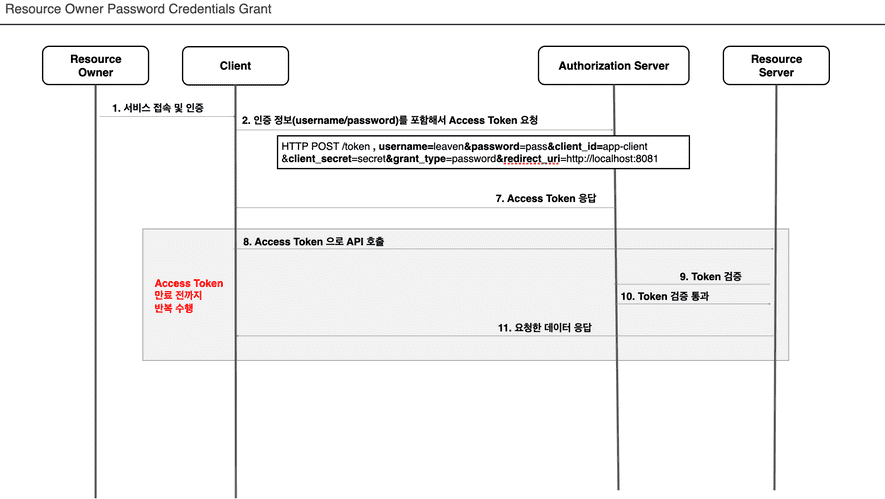 Resource Owner Password Credentials Grant
Resource
Owner
Client
Authorization Server
Resource
Server
1. 서비스 접속 및 인증
2. 인증 정보(username/password)를 포함해서 Access Token 요청
HTTP POST /token , username=leaven&password=pass&client_id=app-client
&client_secret=secret&grant_type=password&redirect_uri=http://localhost:8081
7. Access Token 응답
8. Access Token 으로 API 호출
Access Token
만료 전까지
반복 수행
9. Token 검증
10. Token 검증 통과
11. 요청한 데이터 응답